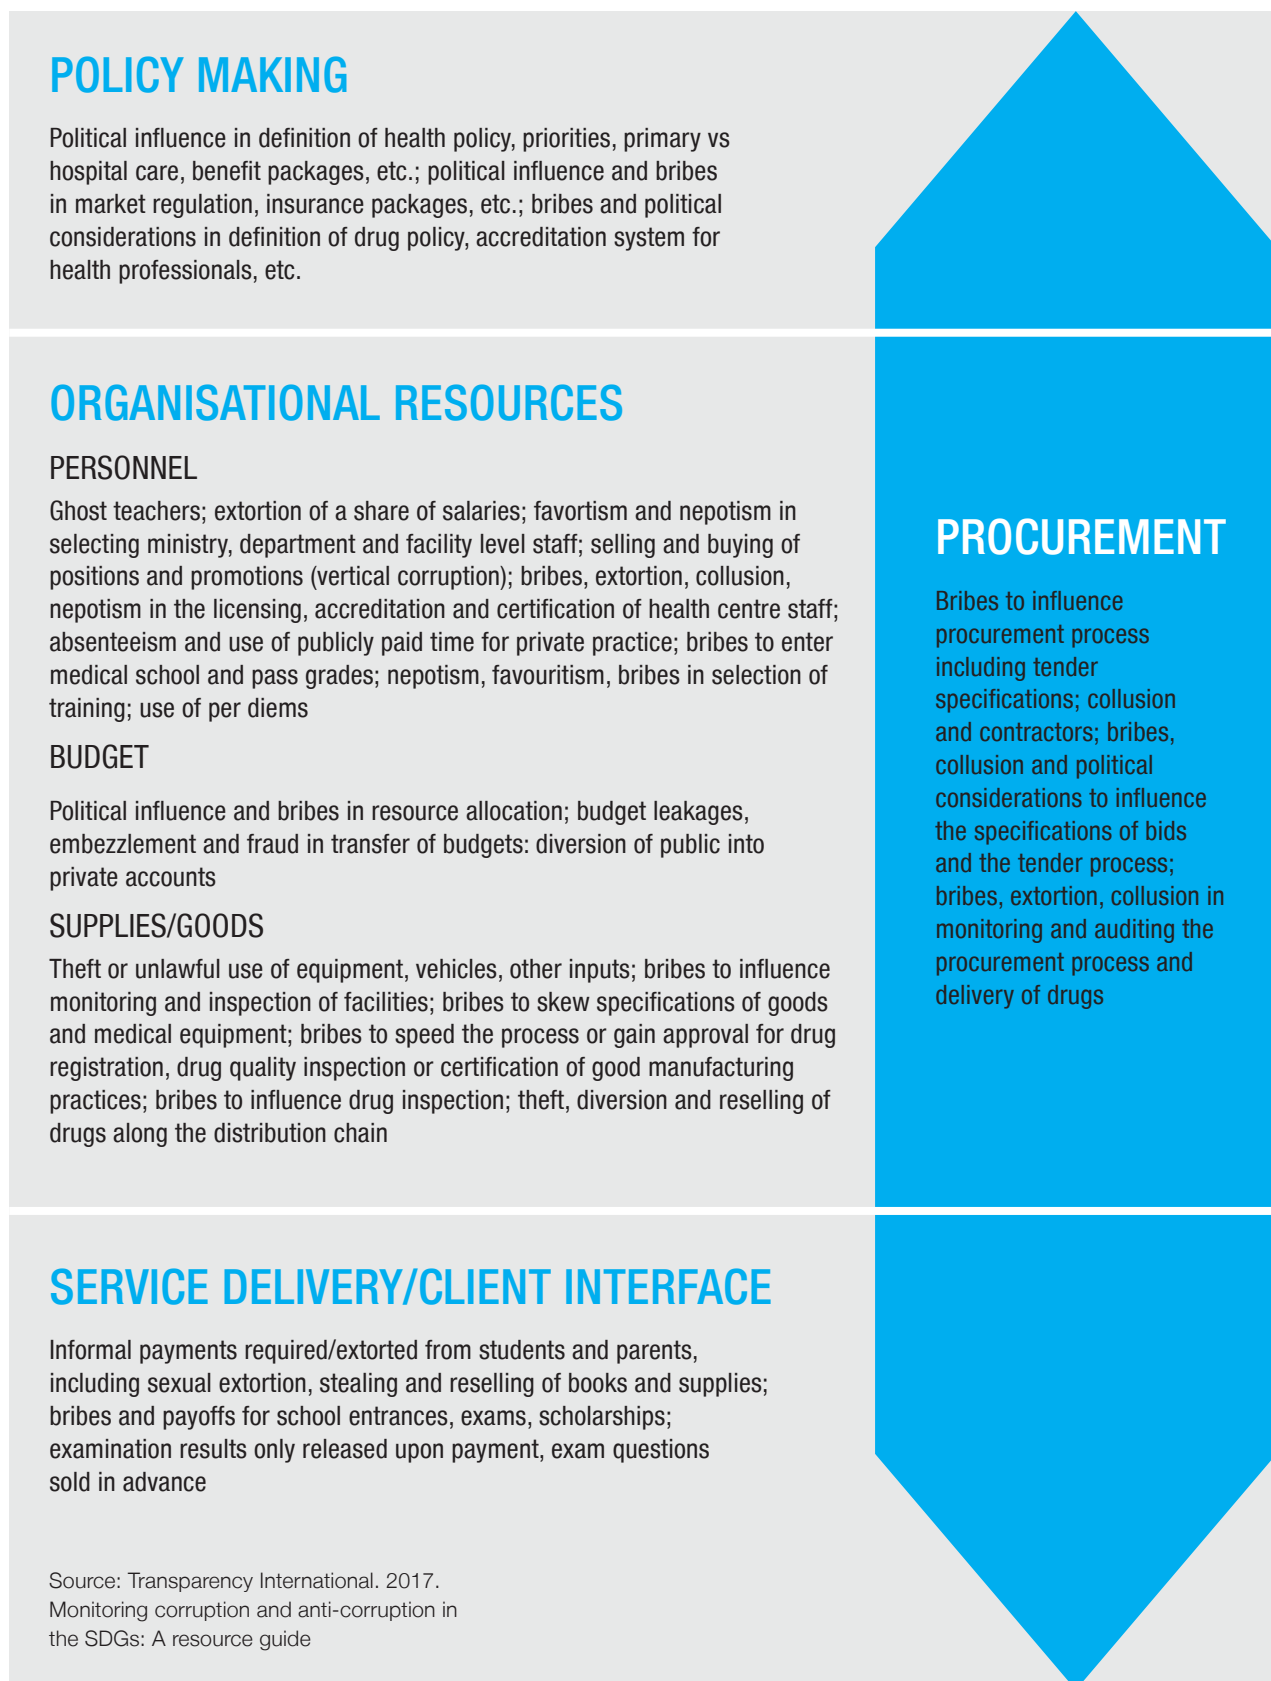 POLICY MAKING
Political influence in definition of health policy, priorities, primary vs
hospital care, benefit packages, etc.; political influence and bribes
in market regulation, insurance packages, etc.; bribes and political
considerations in definition of drug policy, accreditation system for
health professionals, etc.
ORGANISATIONAL RESOURCES
PERSONNEL
Ghost teachers; extortion of a share of salaries; favortism and nepotism in
selecting ministry, department and facility level staff; selling and buying of
positions and promotions (vertical corruption); bribes, extortion, collusion,
nepotism in the licensing, accreditation and certification of health centre staff;
absenteeism and use of publicly paid time for private practice; bribes to enter
medical school and pass grades; nepotism, favouritism, bribes in selection of
training; use of per diems
BUDGET
Political influence and bribes in resource allocation; budget leakages,
embezzlement and fraud in transfer of budgets: diversion of public into
private accounts
SUPPLIES/GOODS
Theft or unlawful use of equipment, vehicles, other inputs; bribes to influence
monitoring and inspection of facilities; bribes to skew specifications of goods
and medical equipment; bribes to speed the process or gain approval for drug
registration, drug quality inspection or certification of good manufacturing
practices; bribes to influence drug inspection; theft, diversion and reselling of
drugs along the distribution chain
PROCUREMENT
Bribes to influence
procurement process
including tender
specifications; collusion
and contractors; bribes,
collusion and political
considerations to influence
the specifications of bids
and the tender process;
bribes, extortion, collusion in
monitoring and auditing the
procurement process and
delivery of drugs
SERVICE DELIVERY/CLIENT INTERFACE
Informal payments required/extorted from students and parents,
including sexual extortion, stealing and reselling of books and supplies;
bribes and payoffs for school entrances, exams, scholarships;
examination results only released upon payment, exam questions
sold in advance
Source: Transparency International. 2017.
Monitoring corruption and anti-corruption in
the SDGs: A resource guide